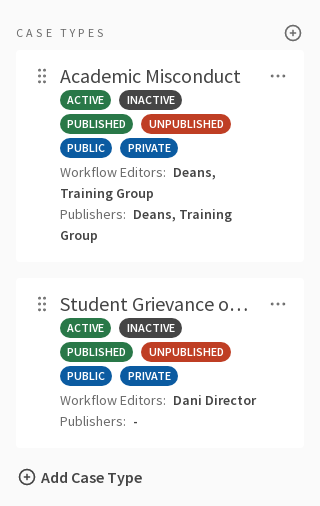 CASE TYPES
Academic Misconduct
ACTIVE INACTIVE
PUBLISHED UNPUBLISHED
PUBLIC PRIVATE
Workflow Editors: Deans,
Training Group
Publishers: Deans, Training
Group
Student Grievance o…
ACTIVE INACTIVE
PUBLISHED UNPUBLISHED
PUBLIC PRIVATE
Workflow Editors: Dani Director
Publishers: -
Add Case Type